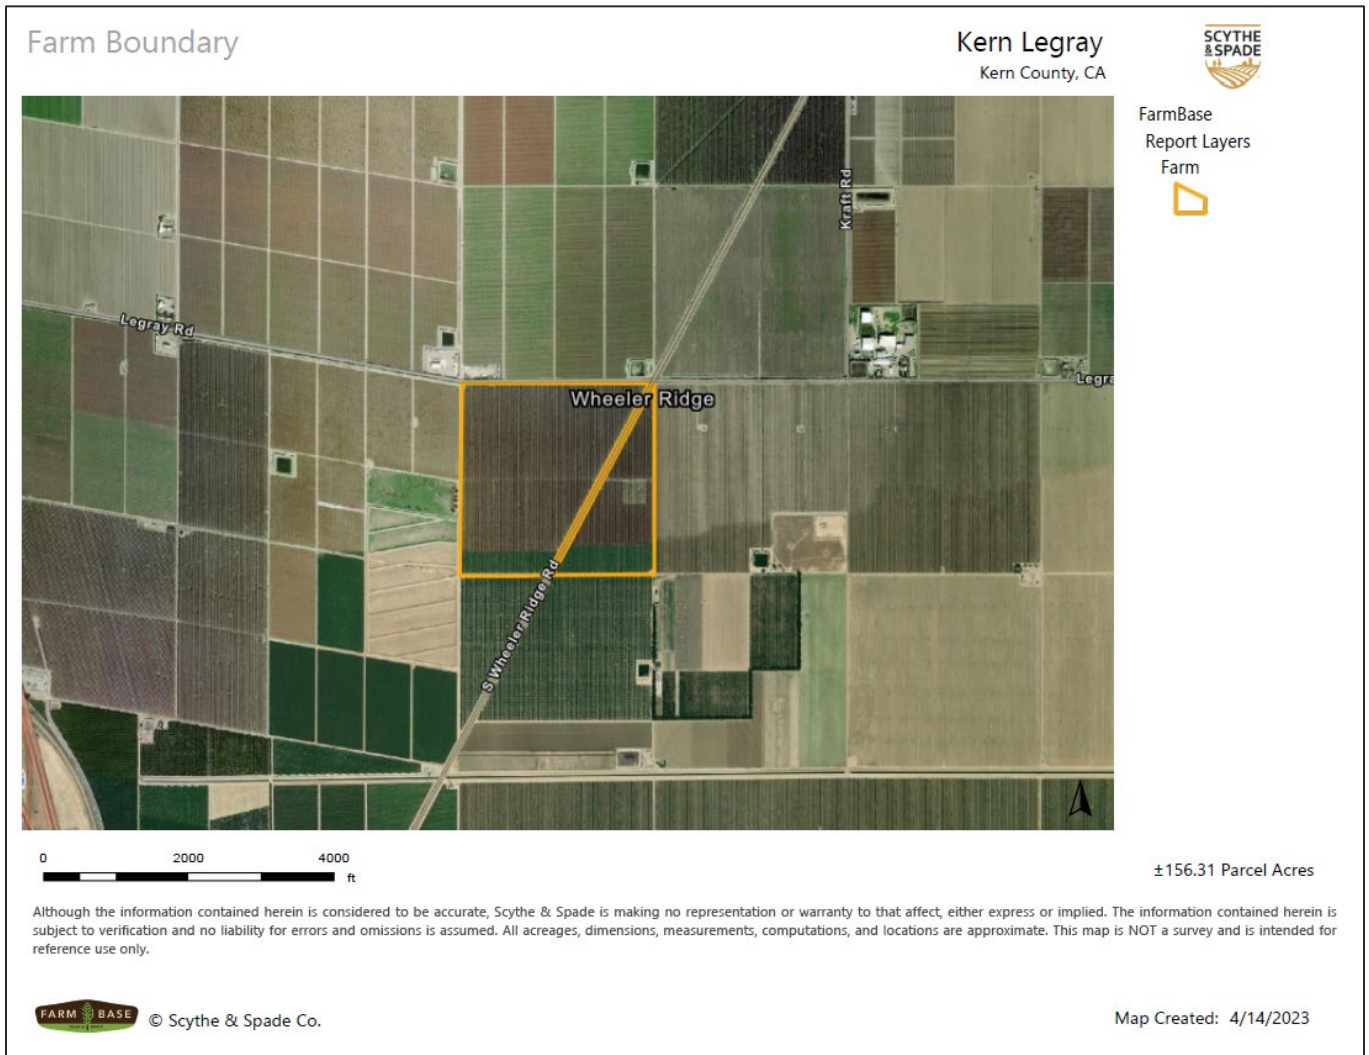 Farm Boundary
Kern Legray
Kern County, CA
SCYTHE
&SPADE
FarmBase
Report Layers
Farm
Kraft Rd
Legray Rd
Legra
Wheeler Ridge
S Wheeler Ridge Rd
0 2000 4000
ft
±156.31 Parcel Acres
Although the information contained herein is considered to be accurate, Scythe & Spade is making no representation or warranty to that affect, either express or implied. The information contained herein is
subject to verification and no liability for errors and omissions is assumed. All acreages, dimensions, measurements, computations, and locations are approximate. This map is NOT a survey and is intended for
reference use only.
FARM BASE
© Scythe & Spade Co.
Map Created: 4/14/2023